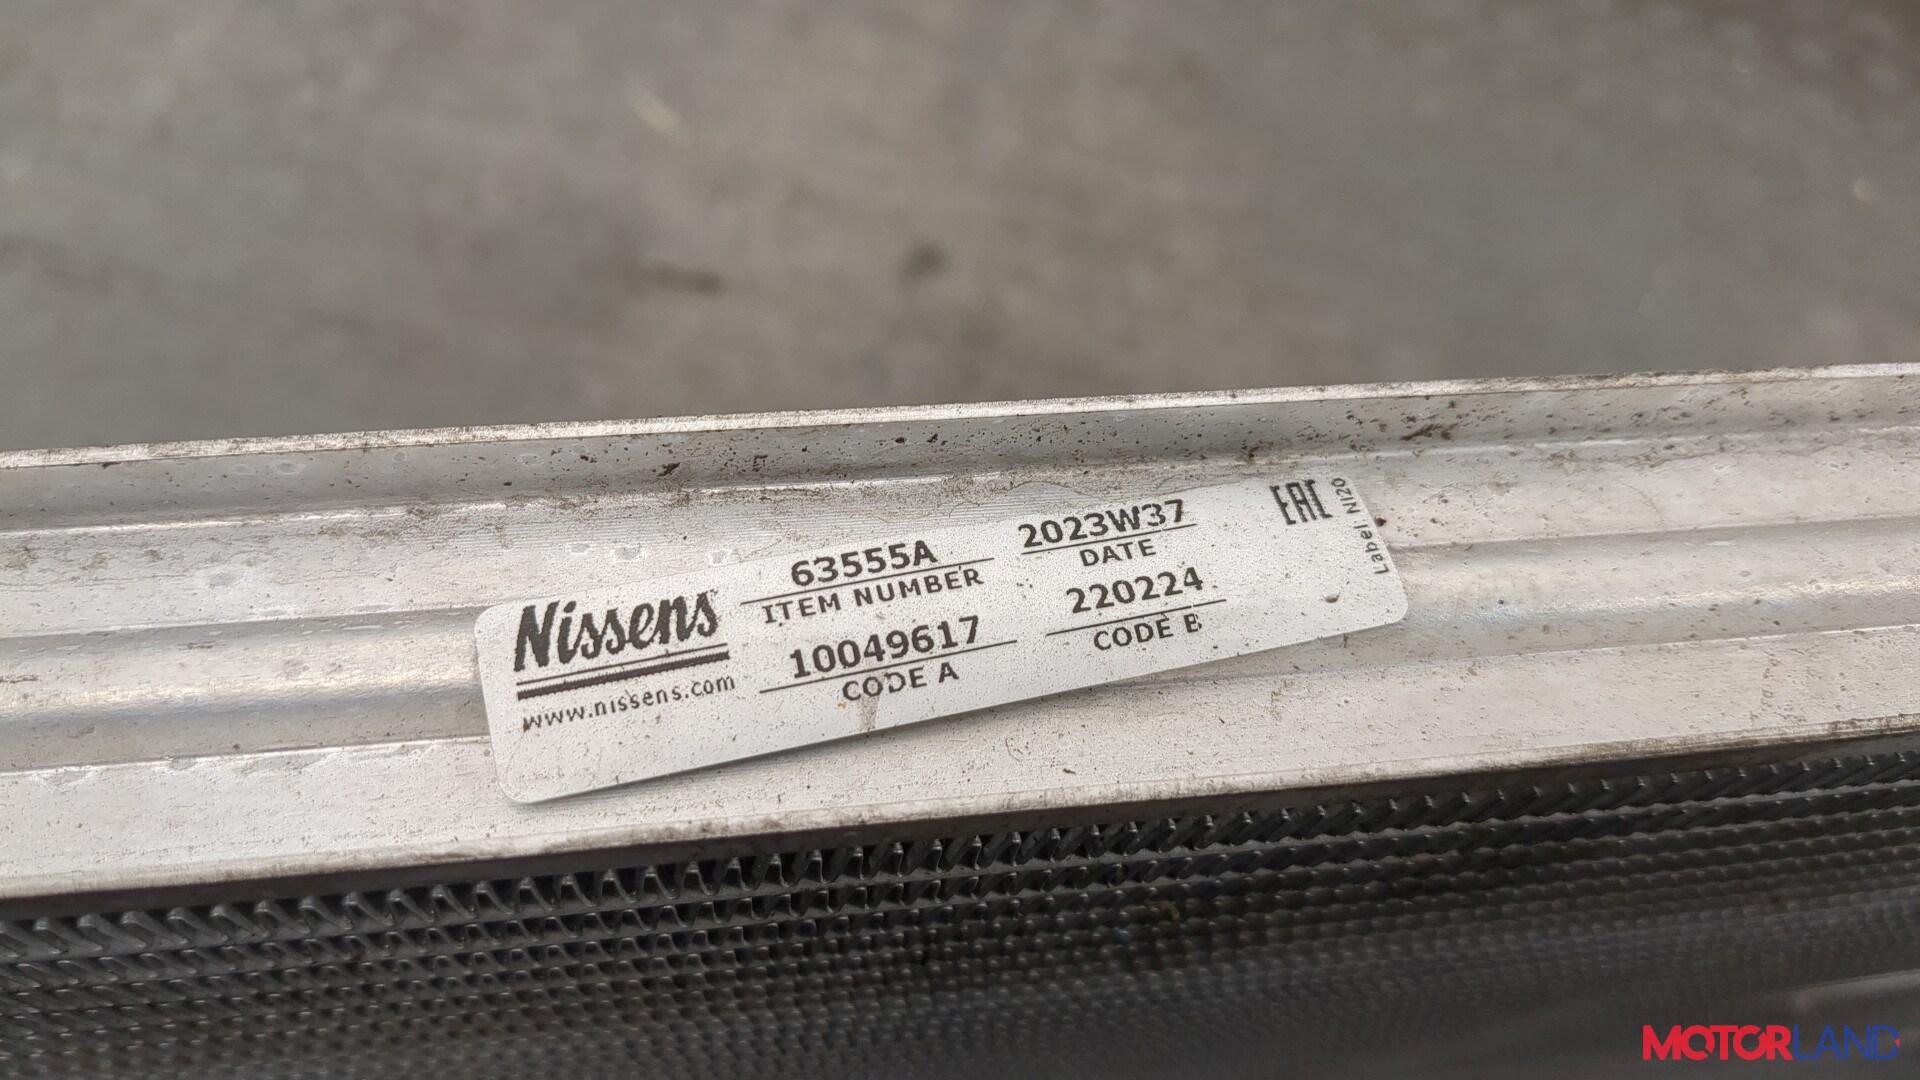 Nissens
www.nissens.com
63555A
ITEM NUMBER
10049617
CODE A
2023W37
DATE
220224
CODE B
EAC
Label NI20
MOTORLAND